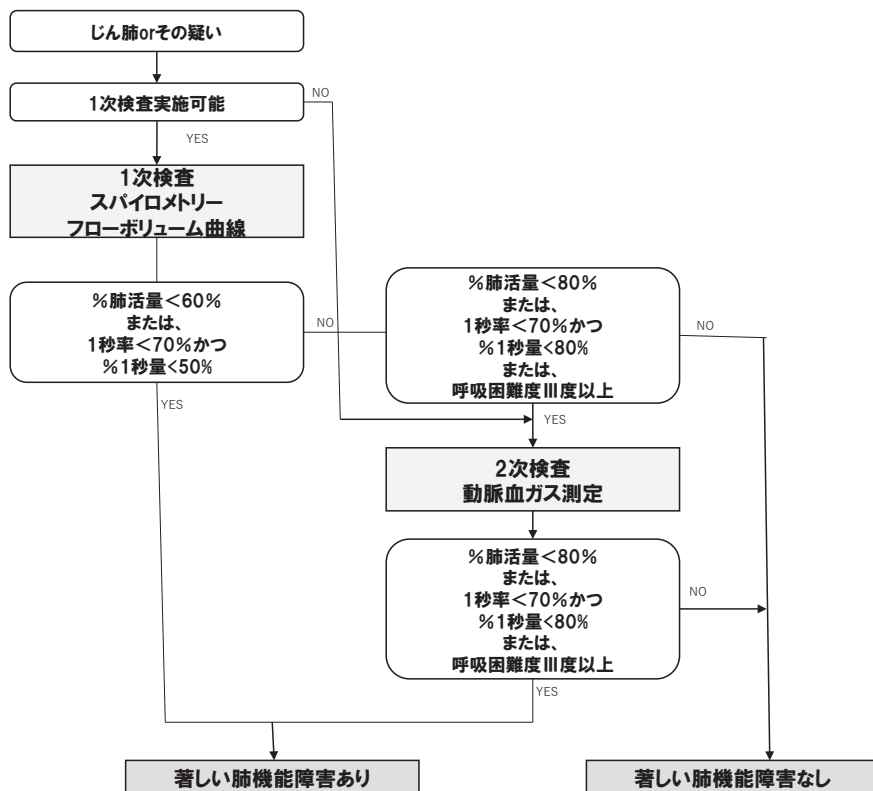 じん肺orその疑い
1次検査実施可能
NO
YES
1次検査
スパイロメトリー
フローボリューム曲線
%肺活量<60%
または、
1秒率<70%かつ
%1秒量<50%
NO
YES
%肺活量<80%
または、
1秒率<70%かつ
%1秒量<80%
または、
呼吸困難度Ⅲ度以上
NO
YES
2次検査
動脈血ガス測定
%肺活量<80%
または、
1秒率<70%かつ
%1秒量<80%
または、
呼吸困難度Ⅲ度以上
NO
YES
著しい肺機能障害あり
著しい肺機能障害なし